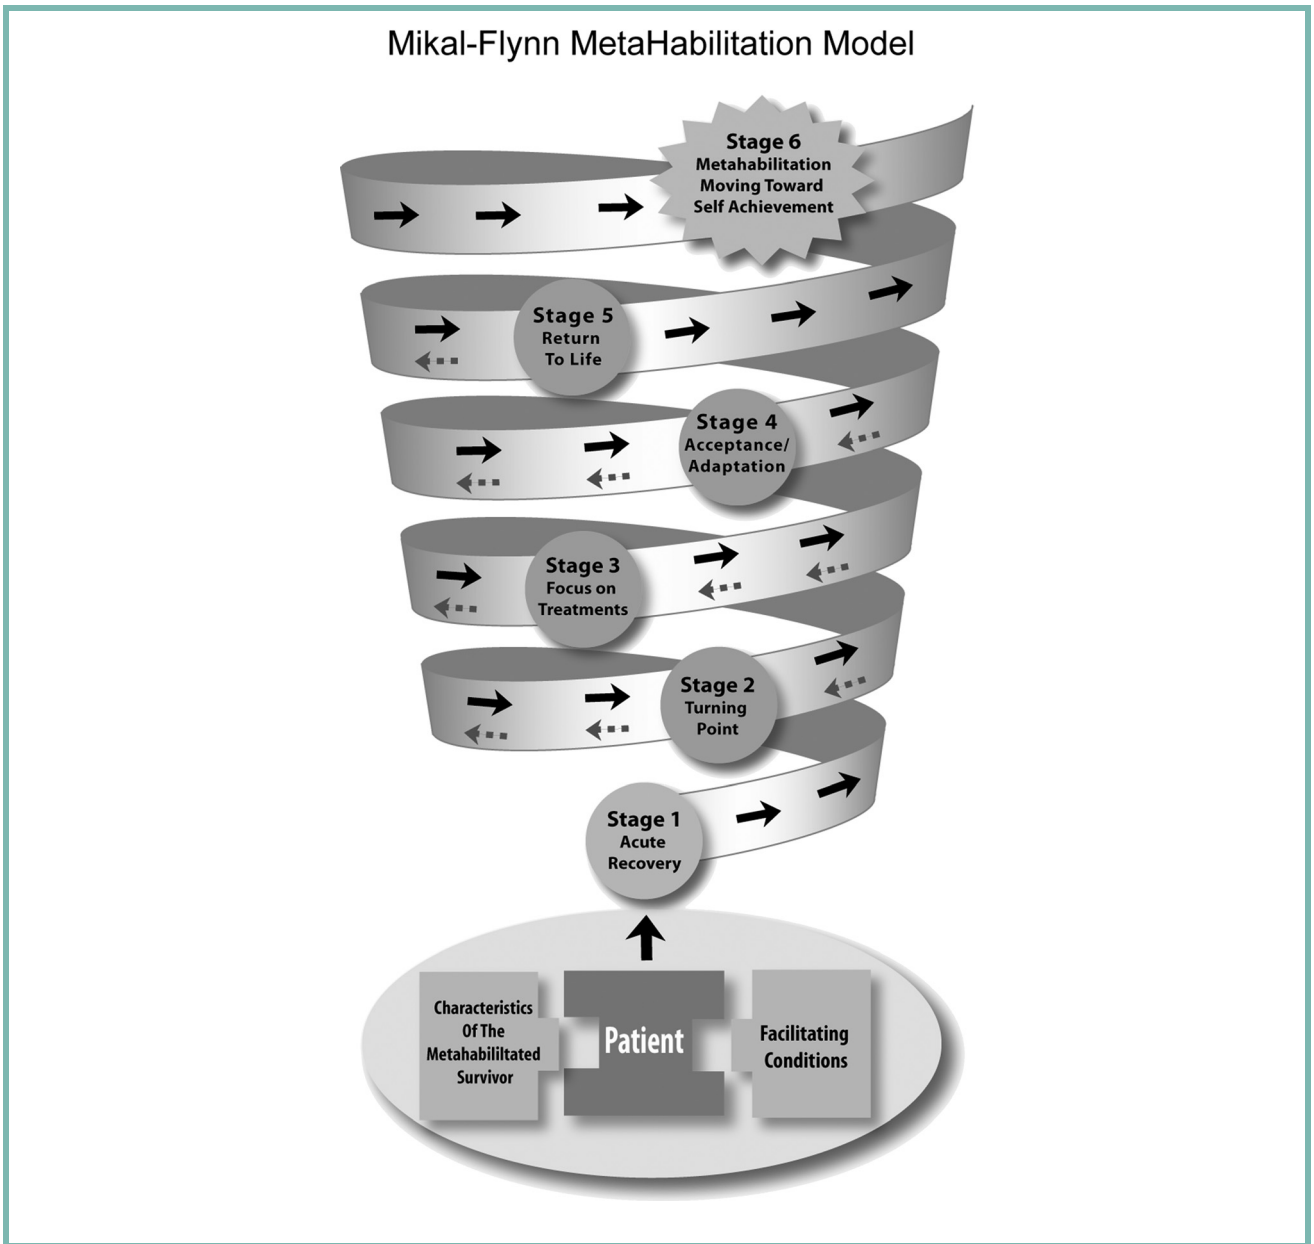 Mikal-Flynn MetaHabilitation Model
Stage 6
Metahabilitation
Moving Toward
Self Achievement
Stage 5
Return
To Life
Stage 4
Acceptance/
Adaptation
Stage 3
Focus on
Treatments
Stage 2
Turning
Point
Stage 1
Acute
Recovery
Characteristics
Of The
Metahabililtated
Survivor
Patient
Facilitating
Conditions